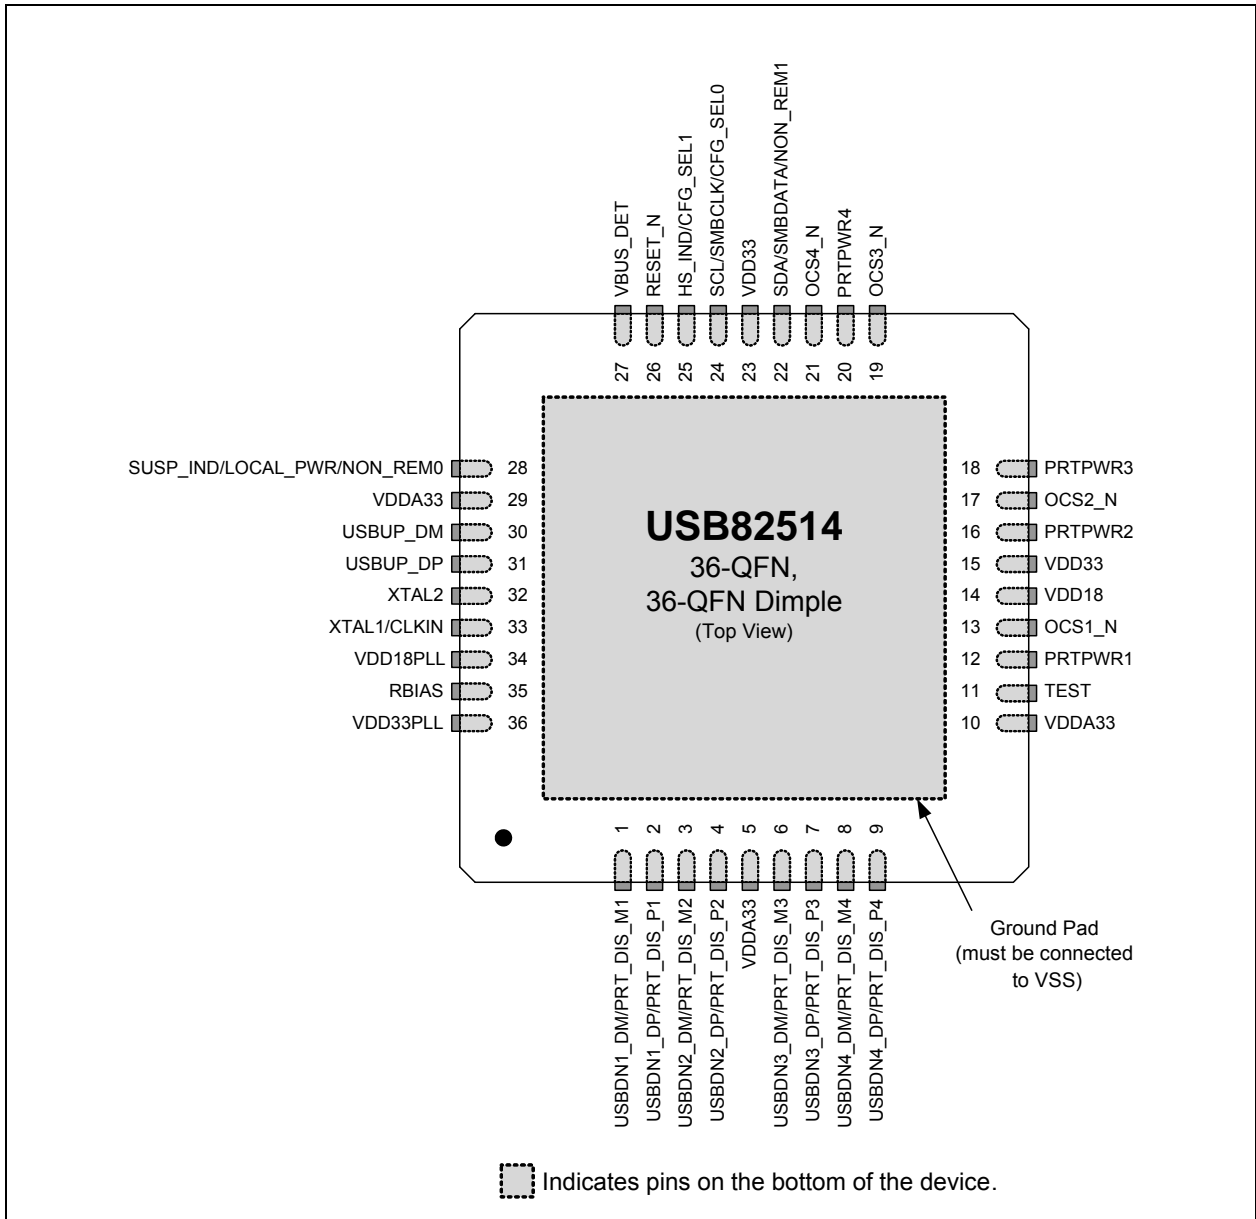 VBUS_DET
RESET_N
HS_IND/CFG_SEL1
SCL/SMBCLK/CFG_SEL0
VDD33
SDA/SMBDATA/NON_REM1
OCS4_N
PRTPWR4
OCS3_N
27
26
25
24
23
22
21
20
19
SUSP_IND/LOCAL_PWR/NON_REM0 28
VDDA33 29
USBUP_DM 30
USBUP_DP 31
XTAL2 32
XTAL1/CLKIN 33
VDD18PLL 34
RBIAS 35
VDD33PLL 36
USB82514
36-QFN,
36-QFN Dimple
(Top View)
18 PRTPWR3
17 OCS2_N
16 PRTPWR2
15 VDD33
14 VDD18
13 OCS1_N
12 PRTPWR1
11 TEST
10 VDDA33
1
2
3
4
5
6
7
8
9
USBDN1_DM/PRT_DIS_M1
USBDN1_DP/PRT_DIS_P1
USBDN2_DM/PRT_DIS_M2
USBDN2_DP/PRT_DIS_P2
VDDA33
USBDN3_DM/PRT_DIS_M3
USBDN3_DP/PRT_DIS_P3
USBDN4_DM/PRT_DIS_M4
USBDN4_DP/PRT_DIS_P4
Ground Pad
(must be connected
to VSS)
Indicates pins on the bottom of the device.